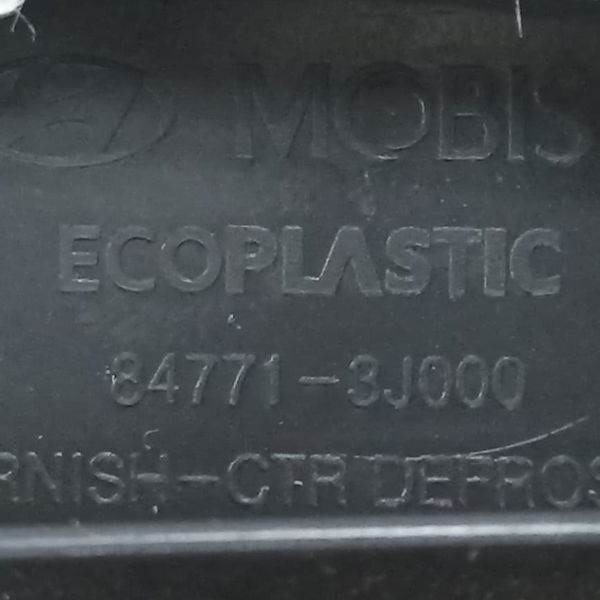 MOBIS
ECOPLASTIC
84771-3J000
RNISH-CTR DEFROS